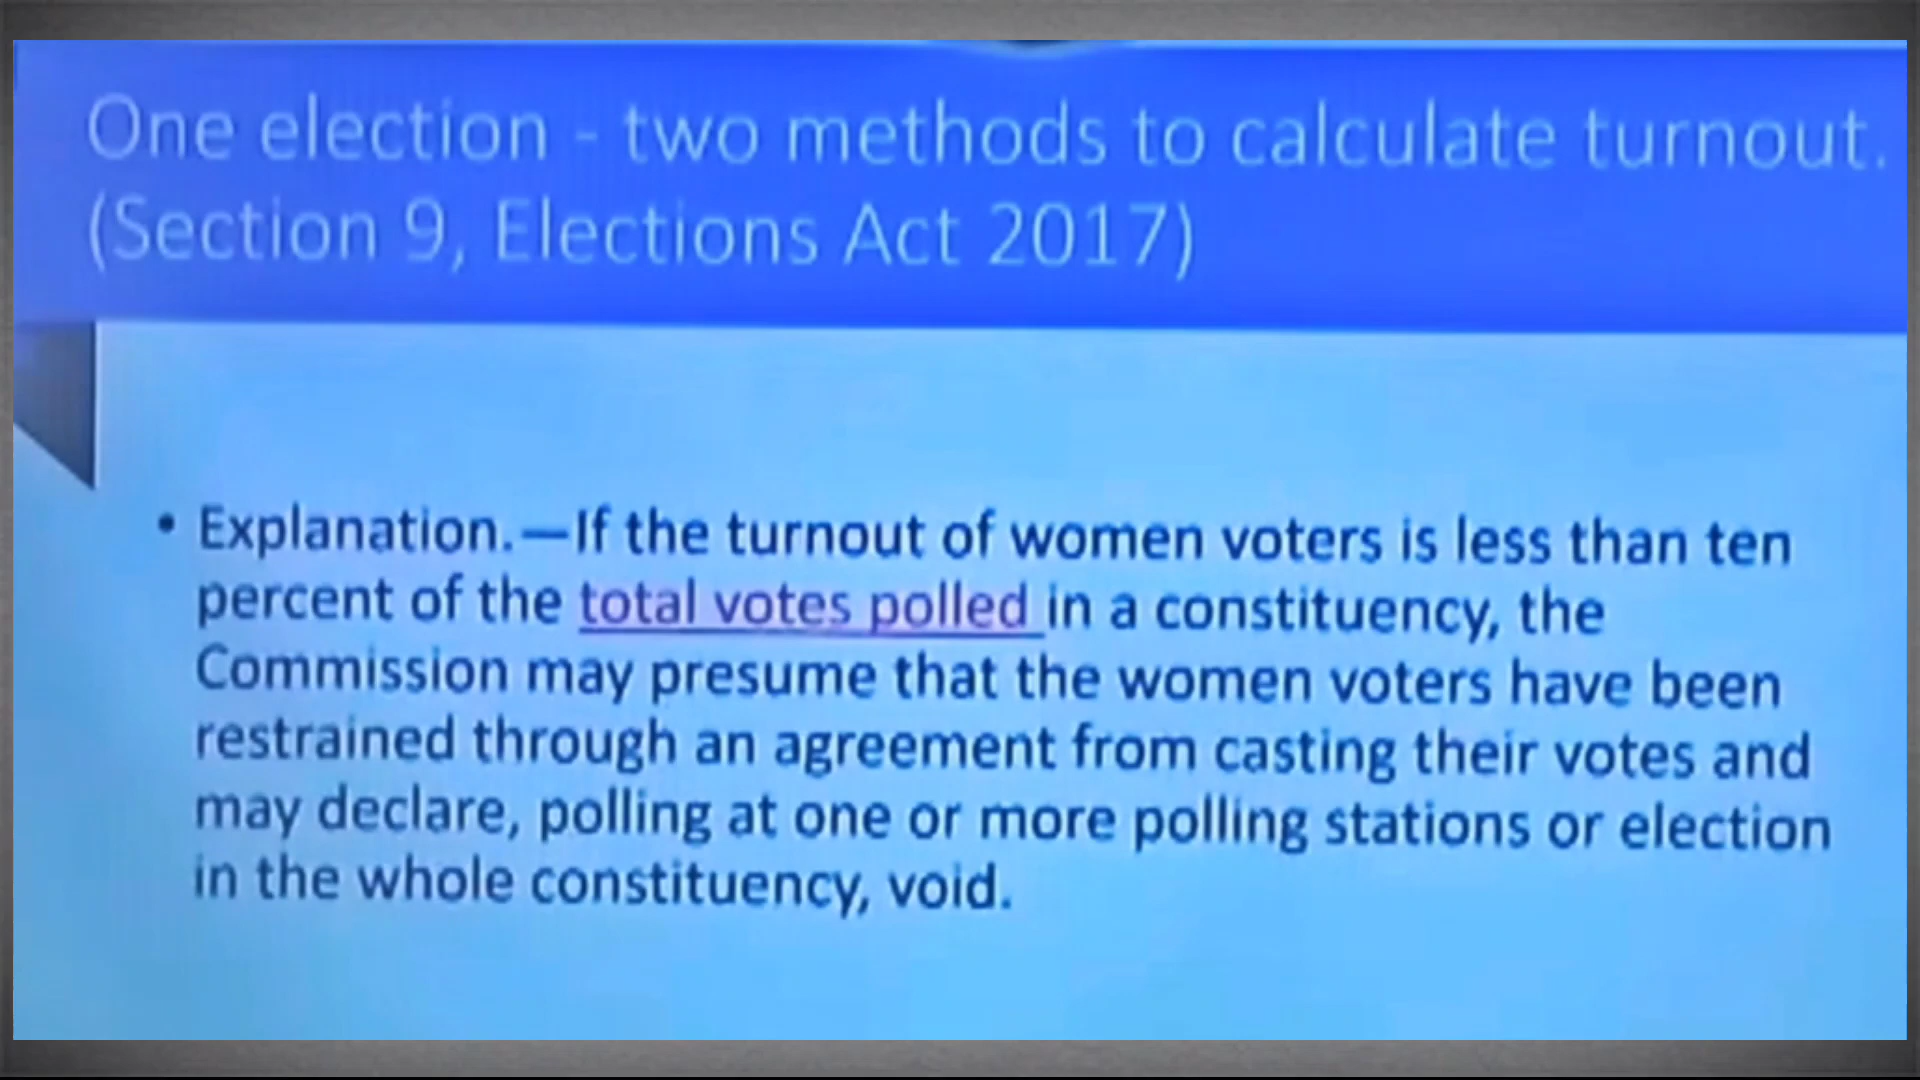 One election - two methods to calculate turnout.
(Section 9, Elections Act 2017)
• Explanation.—If the turnout of women voters is less than ten
percent of the total votes polled in a constituency, the
Commission may presume that the women voters have been
restrained through an agreement from casting their votes and
may declare, polling at one or more polling stations or election
in the whole constituency, void.